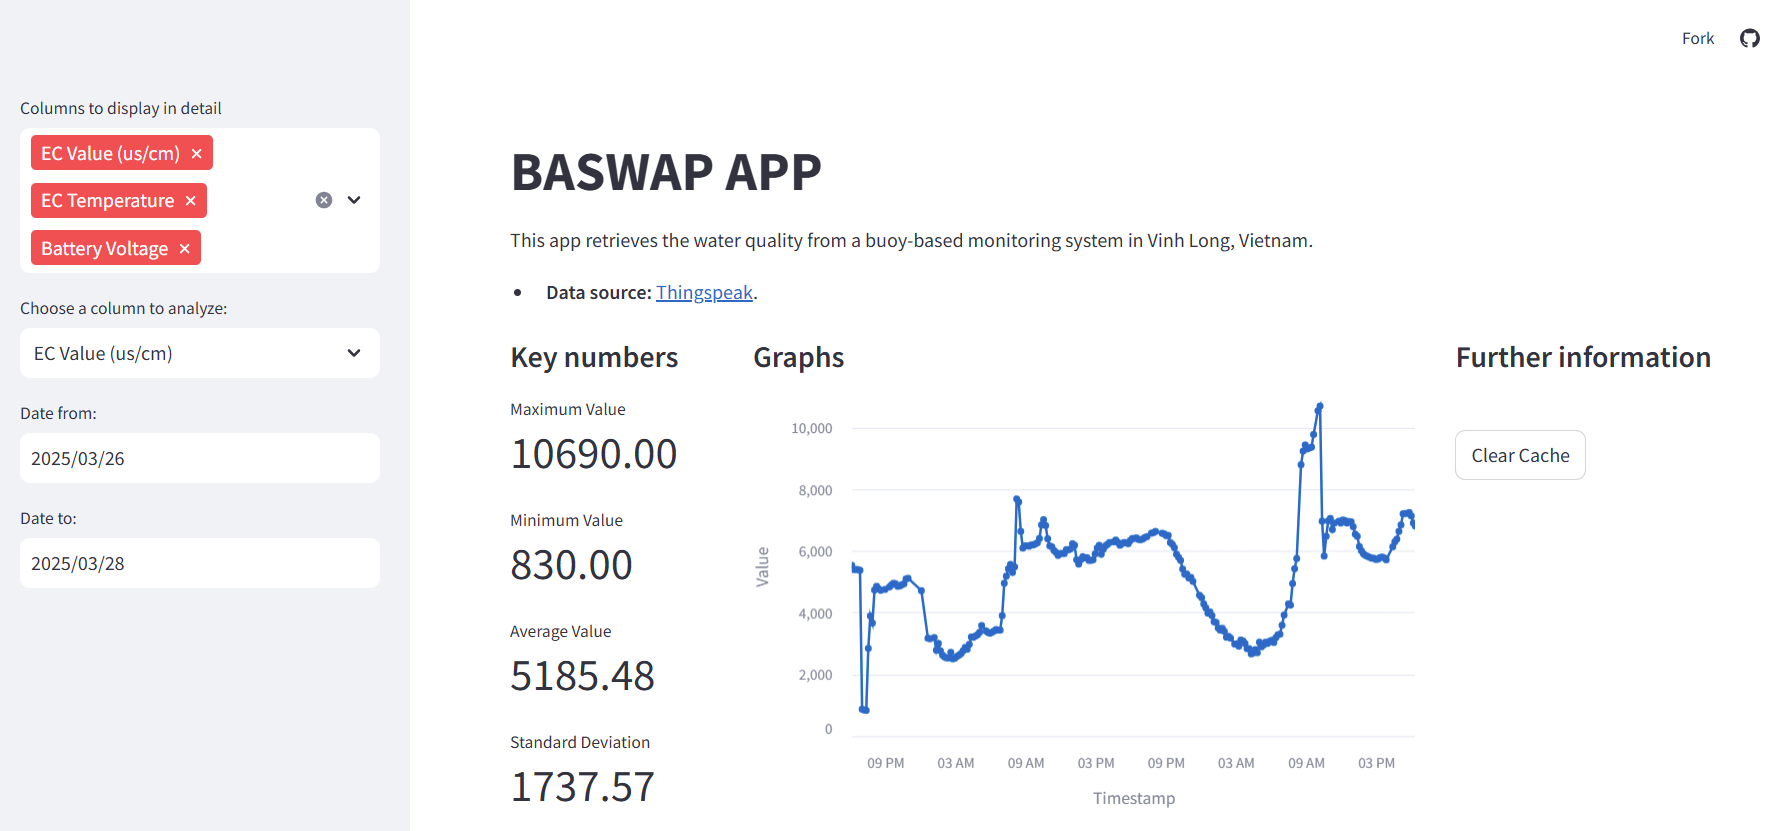 Fork
Columns to display in detail
EC Value (us/cm)
EC Temperature
Battery Voltage
Choose a column to analyze:
EC Value (us/cm)
Date from:
2025/03/26
Date to:
2025/03/28
BASWAP APP
This app retrieves the water quality from a buoy-based monitoring system in Vinh Long, Vietnam.
• Data source: Thingspeak.
Key numbers
Maximum Value
10690.00
Minimum Value
830.00
Average Value
5185.48
Standard Deviation
1737.57
Graphs
10,000
8,000
6,000
4,000
2,000
0
Value
09 PM 03 AM 09 AM 03 PM 09 PM 03 AM 09 AM 03 PM
Timestamp
Further information
Clear Cache